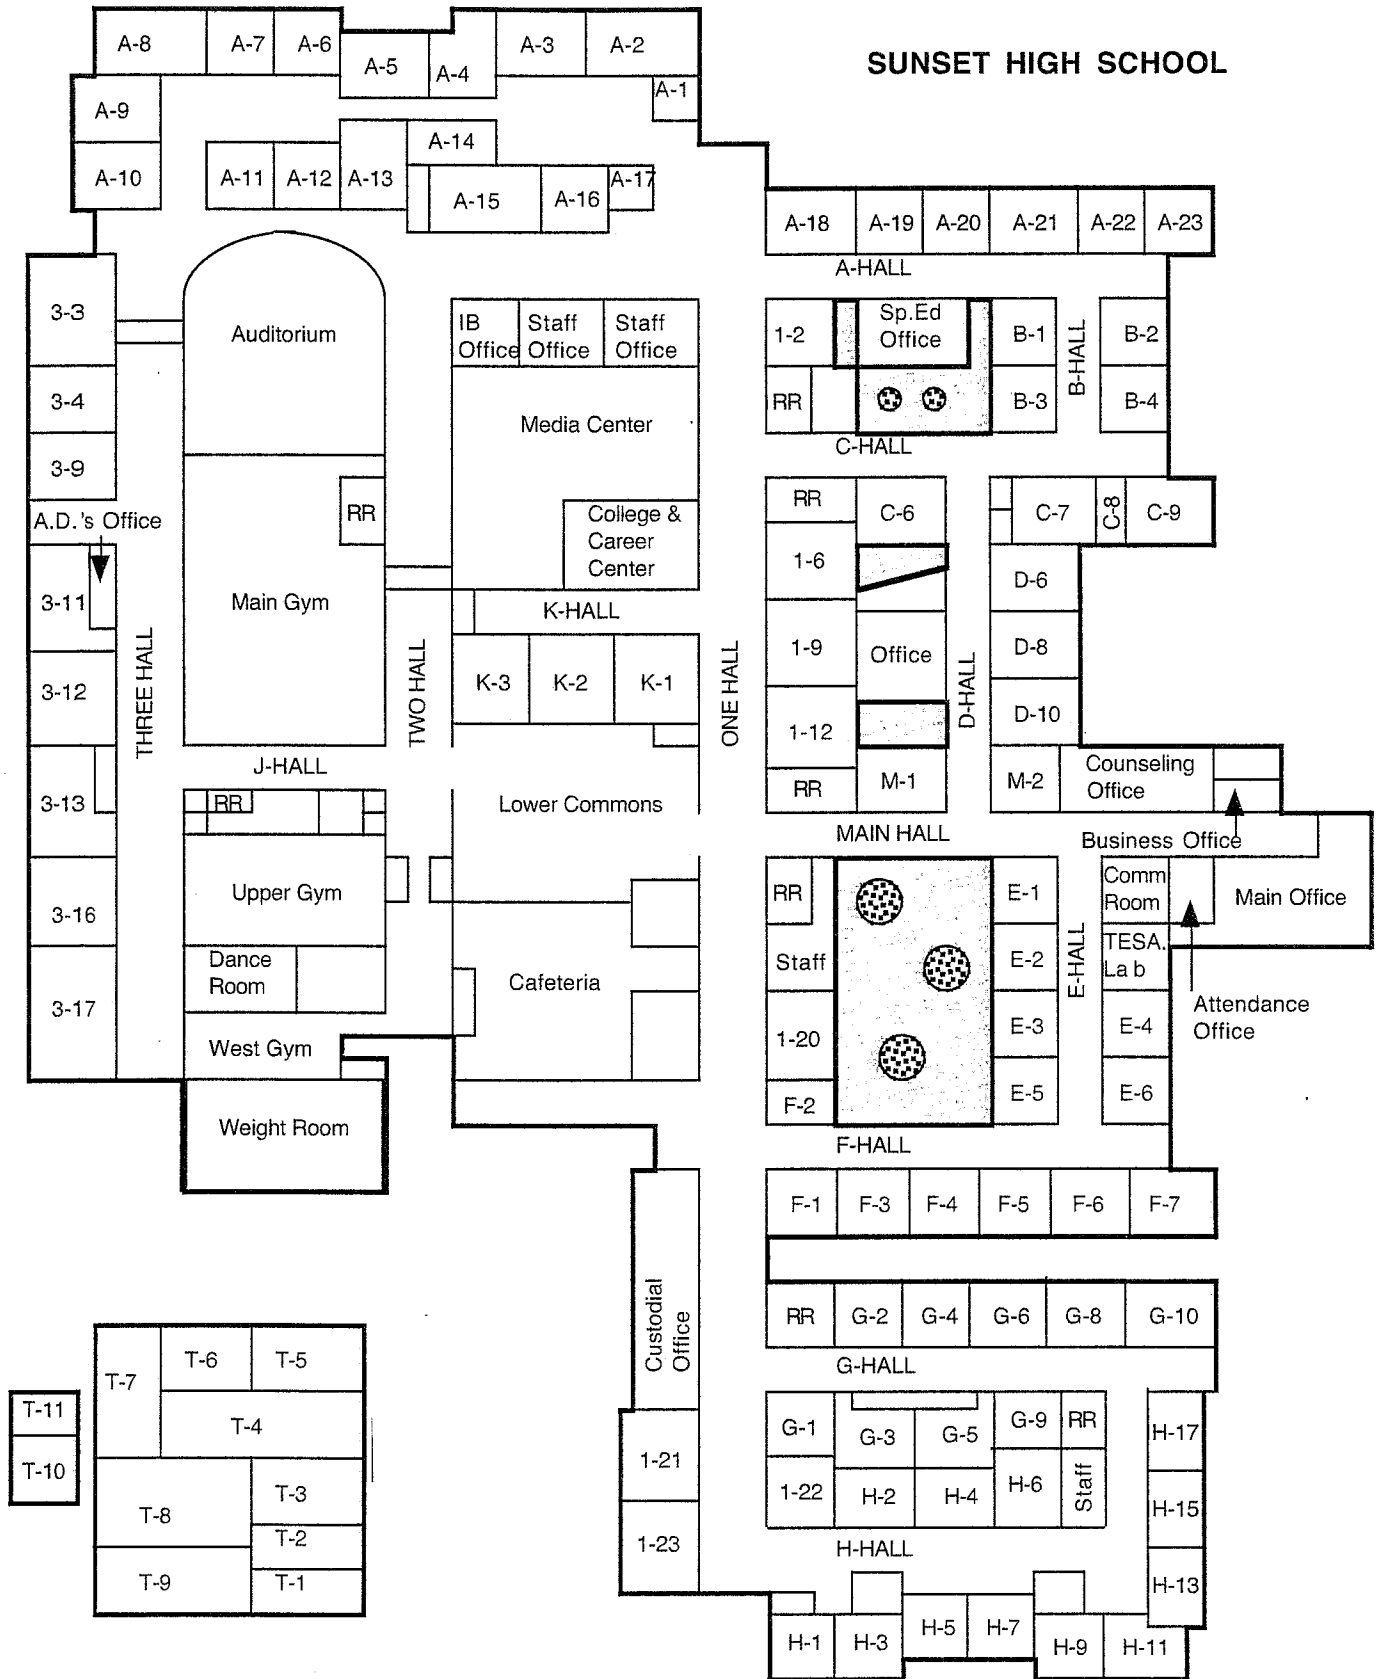 SUNSET HIGH SCHOOL
A-8
A-7
A-6
A-5
A-4
A-3
A-2
A-1
A-9
A-10
A-11
A-12
A-13
A-14
A-15
A-16
A-17
A-18
A-19
A-20
A-21
A-22
A-23
A-HALL
3-3
3-4
3-9
A.D.'s Office
3-11
3-12
3-13
3-16
3-17
THREE HALL
Auditorium
Main Gym
RR
J-HALL
RR
Upper Gym
Dance
Room
West Gym
Weight Room
TWO HALL
IB
Office
Staff
Office
Staff
Office
Media Center
College &
Career
Center
K-HALL
K-3
K-2
K-1
Lower Commons
Cafeteria
ONE HALL
1-2
Sp.Ed
Office
B-1
B-HALL
B-2
RR
B-3
B-4
C-HALL
RR
C-6
C-7
C-8
C-9
1-6
1-9
Office
1-12
RR
M-1
D-HALL
D-6
D-8
D-10
M-2
Counseling
Office
Business Office
MAIN HALL
RR
Staff
1-20
F-2
E-1
E-2
E-3
E-5
E-HALL
Comm
Room
TESA.
Lab
E-4
E-6
Main Office
Attendance
Office
F-HALL
F-1
F-3
F-4
F-5
F-6
F-7
Custodial
Office
1-21
1-23
RR
G-2
G-4
G-6
G-8
G-10
G-HALL
G-1
G-3
G-5
G-9
RR
1-22
H-2
H-4
H-6
Staff
H-17
H-15
H-13
H-HALL
H-1
H-3
H-5
H-7
H-9
H-11
T-7
T-6
T-5
T-4
T-11
T-10
T-8
T-3
T-2
T-9
T-1